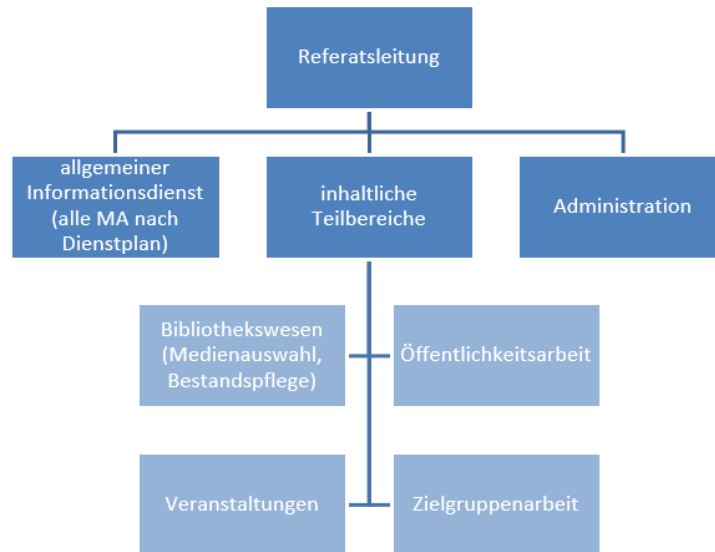 Referatsleitung
allgemeiner
Informationsdienst
(alle MA nach
Dienstplan)
inhaltliche
Teilbereiche
Administration
Bibliothekswesen
(Medienauswahl,
Bestandspflege)
Öffentlichkeitsarbeit
Veranstaltungen
Zielgruppenarbeit